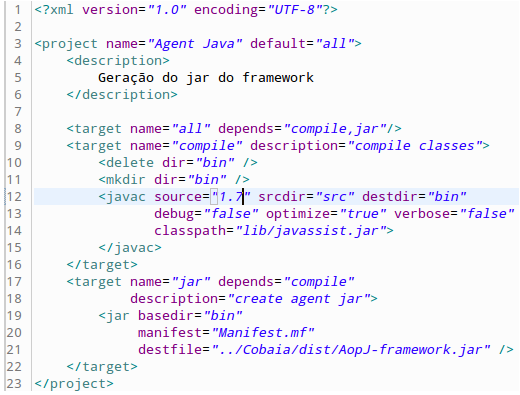 1 <?xml version="1.0" encoding="UTF-8"?>
2
3 <project name="Agent Java" default="all">
4     <description>
5         Geração do jar do framework
6     </description>
7
8     <target name="all" depends="compile,jar"/>
9     <target name="compile" description="compile classes">
10         <delete dir="bin" />
11         <mkdir dir="bin" />
12         <javac source="1.7" srcdir="src" destdir="bin"
13                debug="false" optimize="true" verbose="false"
14                classpath="lib/javassist.jar">
15         </javac>
16     </target>
17     <target name="jar" depends="compile"
18             description="create agent jar">
19         <jar basedir="bin"
20              manifest="Manifest.mf"
21              destfile="../Cobaia/dist/AopJ-framework.jar" />
22     </target>
23 </project>